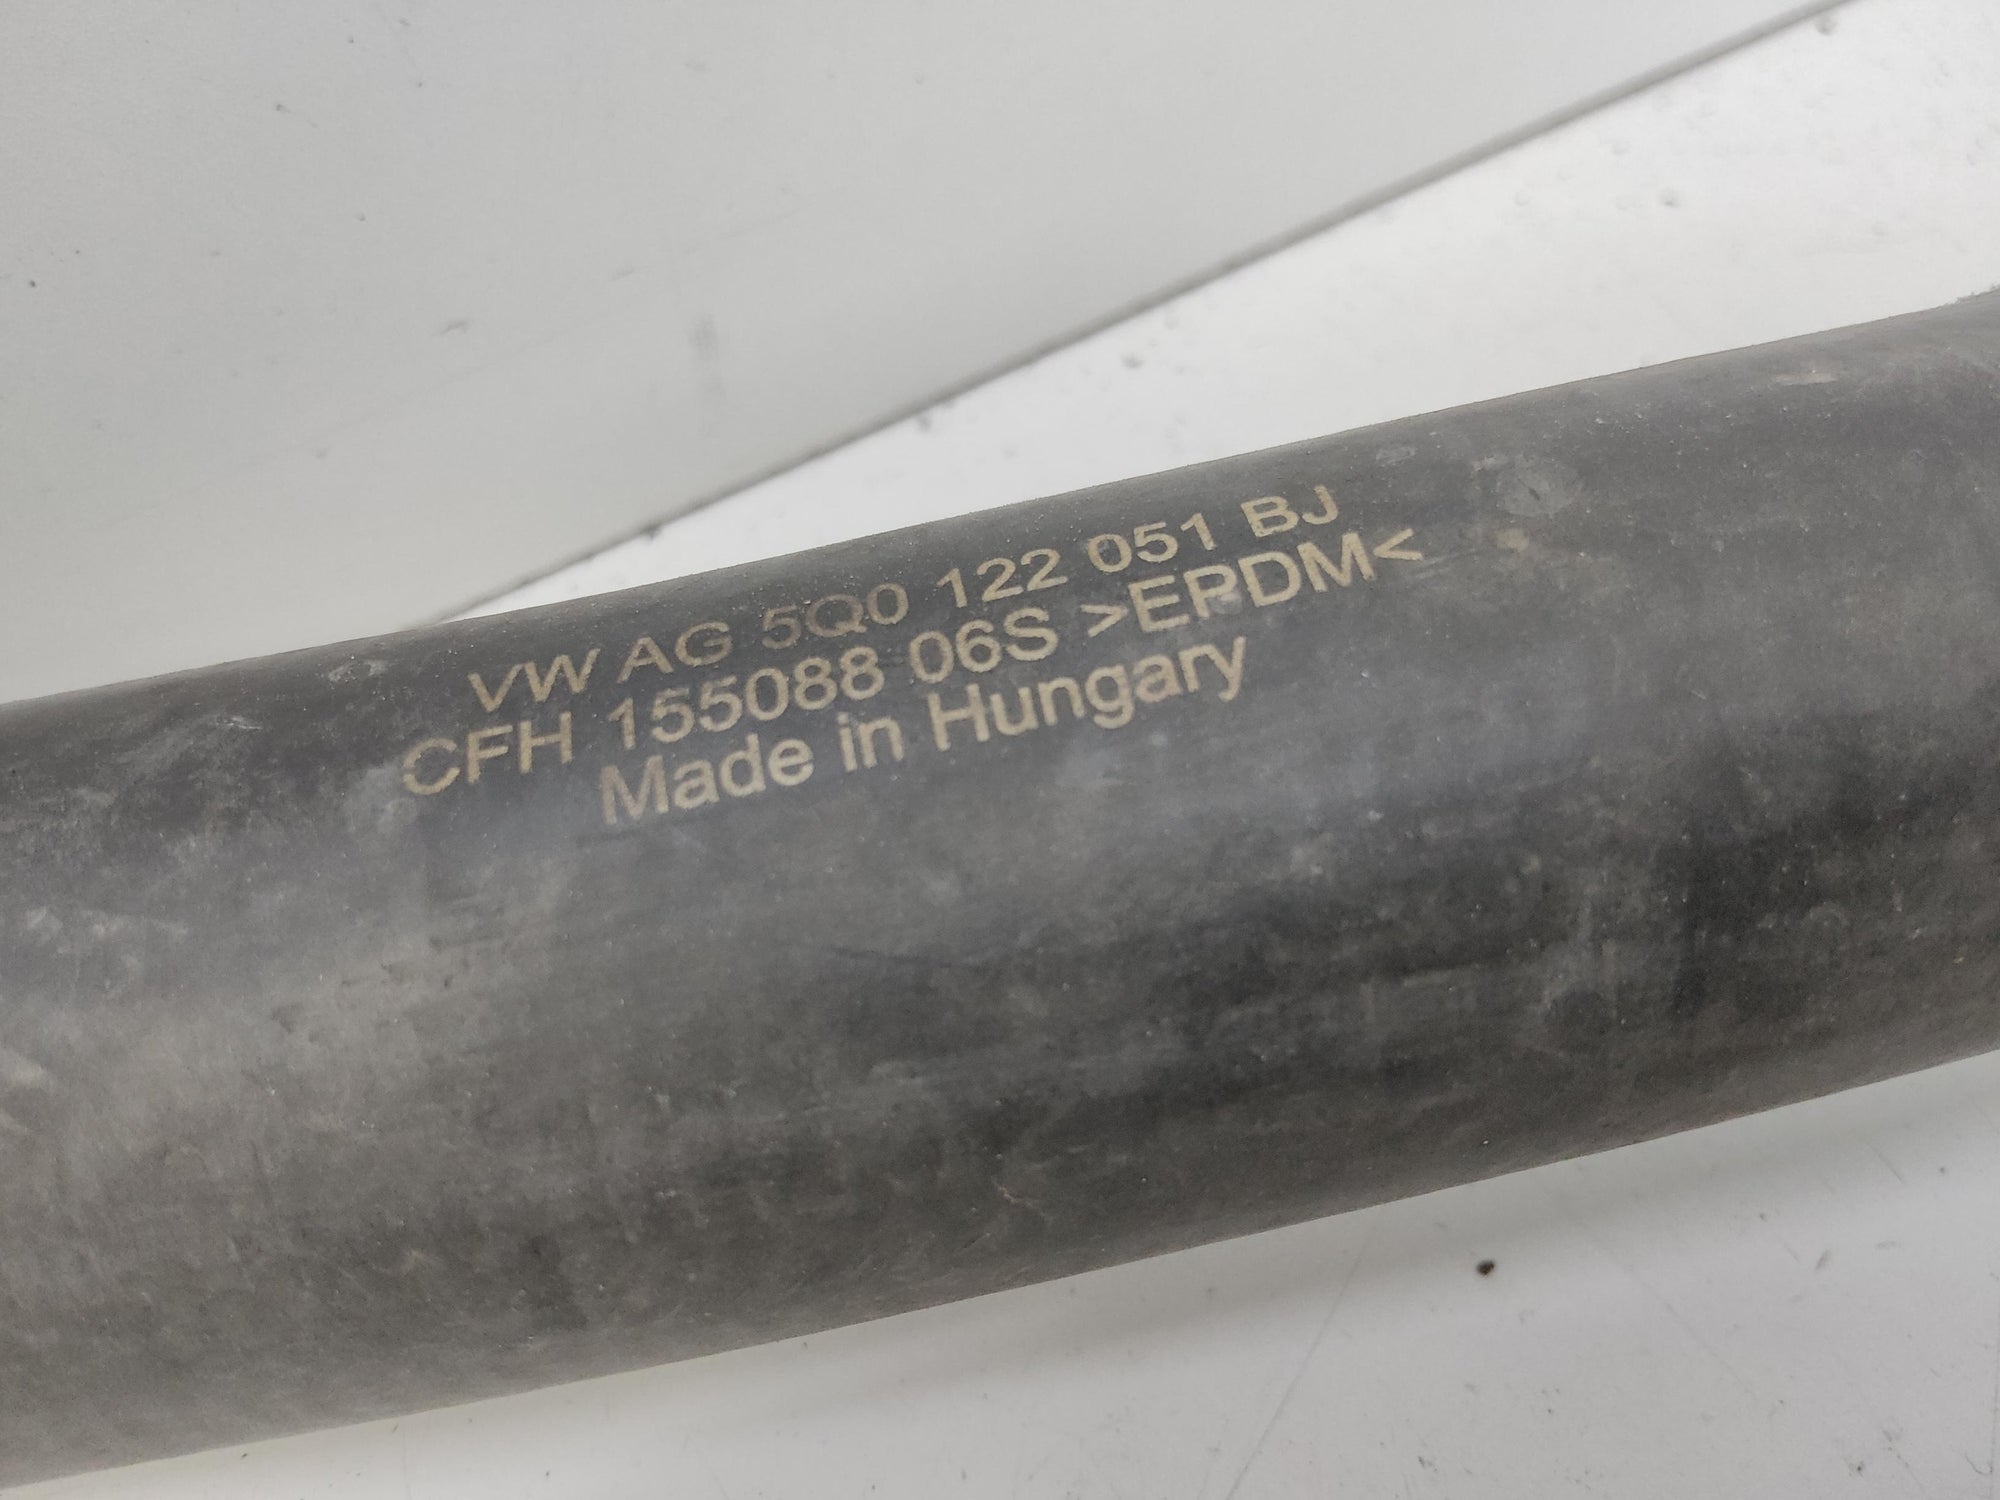 VW AG 5Q0 122 051 BJ
CFH 155088 06S >EPDM<
Made in Hungary